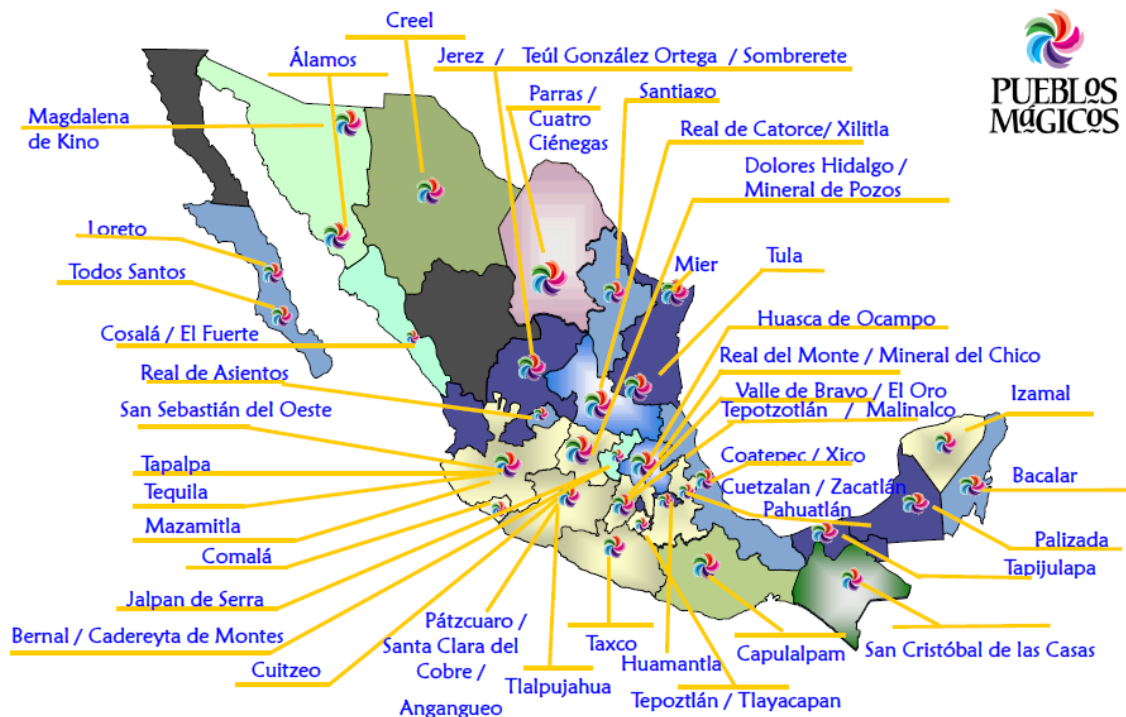 Creel
Jerez / Teúl González Ortega / Sombrerete
PUEBLOS
MáGICOS
Álamos
Parras /
Cuatro
Ciénegas
Santiago
Magdalena
de Kino
Real de Catorce/ Xilitla
Dolores Hidalgo /
Mineral de Pozos
Loreto
Todos Santos
Mier
Tula
Cosalá / El Fuerte
Huasca de Ocampo
Real de Asientos
Real del Monte / Mineral del Chico
San Sebastián del Oeste
Valle de Bravo / El Oro
Tepotzotlán / Malinalco
Izamal
Tapalpa
Coatepec / Xico
Tequila
Cuetzalan / Zacatlán
Pahuatlán
Bacalar
Mazamitla
Palizada
Comalá
Tapijulapa
Jalpan de Serra
Bernal / Cadereyta de Montes
Pátzcuaro /
Santa Clara del
Cobre /
Angangueo
Taxco
Capulalpam
San Cristóbal de las Casas
Cuitzeo
Huamantla
Tlalpujahua
Tepoztlán / Tlayacapan